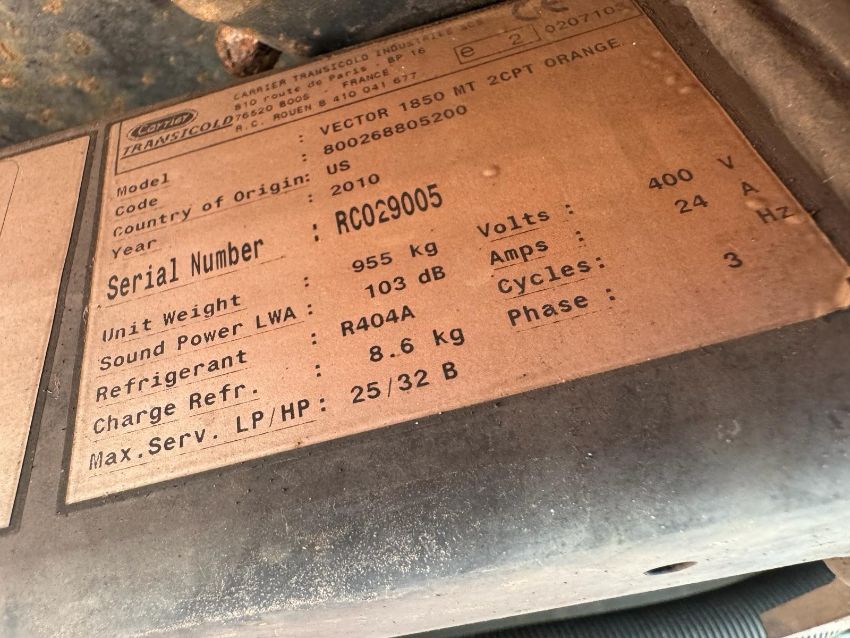 Carrier
TRANSICOLD
CARRIER TRANSICOLD INDUSTRIES SCS
810 route de Paris - BP 16
76520 BOOS - FRANCE
R.C. ROUEN B 410 041 677
CE
e 2 020710
Model : VECTOR 1850 MT 2CPT ORANGE
Code : 800268805200
Country of Origin: US
Year : 2010
Serial Number : RC029005
Unit Weight : 955 kg
Sound Power LWA : 103 dB
Refrigerant : R404A
Charge Refr. : 8.6 kg
Max.Serv. LP/HP : 25/32 B
Volts : 400 V
Amps : 24 A
Cycles: Hz
Phase : 3